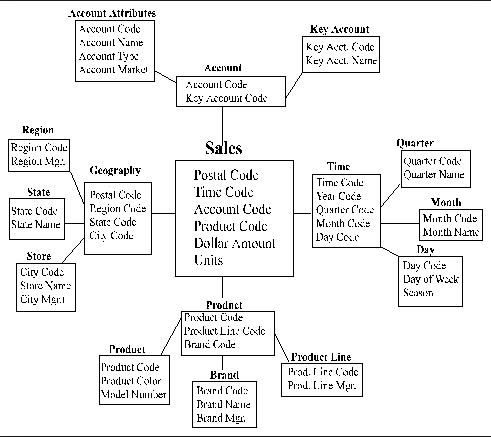 Account Attributes
Account Code
Account Name
Account Type
Account Market
Key Account
Key Acct. Code
Key Acct. Name
Account
Account Code
Key Account Code
Region
Region Code
Region Mgr.
State
State Code
State Name
Store
City Code
Store Name
City Mgnt
Geography
Postal Code
Region Code
State Code
City Code
Sales
Postal Code
Time Code
Account Code
Product Code
Dollar Amount
Units
Time
Time Code
Year Code
Quarter Code
Month Code
Day Code
Quarter
Quarter Code
Quarter Name
Month
Month Code
Month Name
Day
Day Code
Day of Week
Season
Product
Product Code
Product Line Code
Brand Code
Product
Product Code
Product Color
Model Number
Brand
Brand Code
Brand Name
Brand Mgr.
Product Line
Prod. Line Code
Prod. Line Mgr.